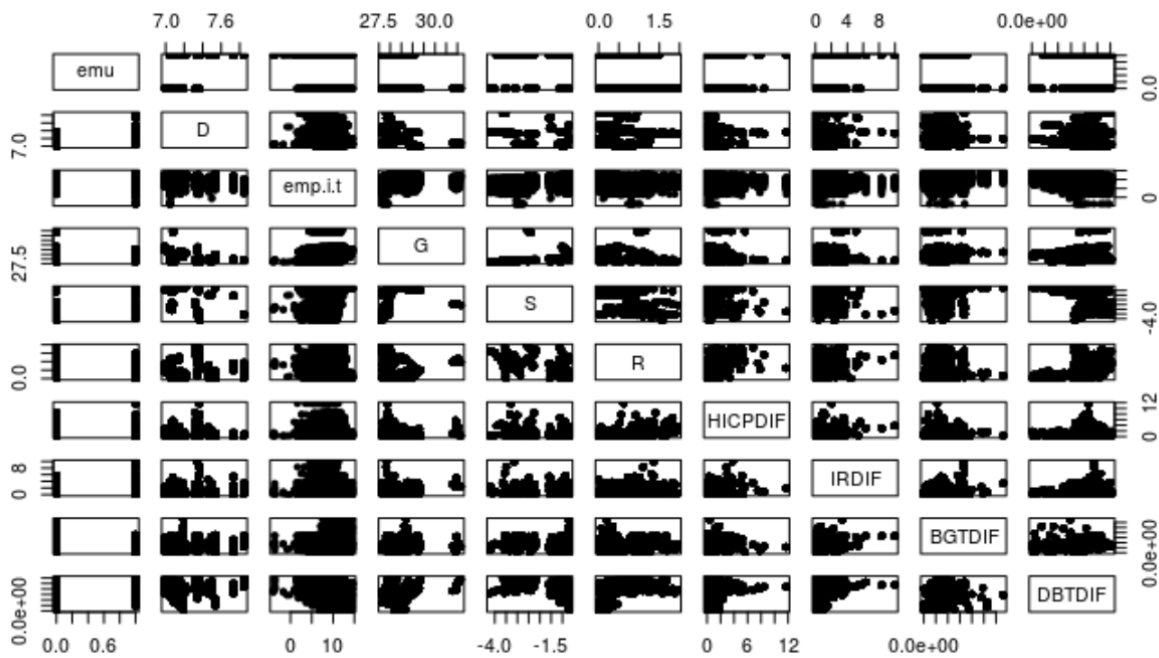 7.0 7.6 27.5 30.0 0.0 1.5 0 4 8 0.0e+00
emu 0.0
7.0 D
emp.i.t 0
27.5 G
S -4.0
0.0 R
HICPDIF 0 12
0 8 IRDIF
BGTDIF 0.0e+00
0.0e+00 DBTDIF
0.0 0.6 0 10 -4.0 -1.5 0 6 12 0.0e+00